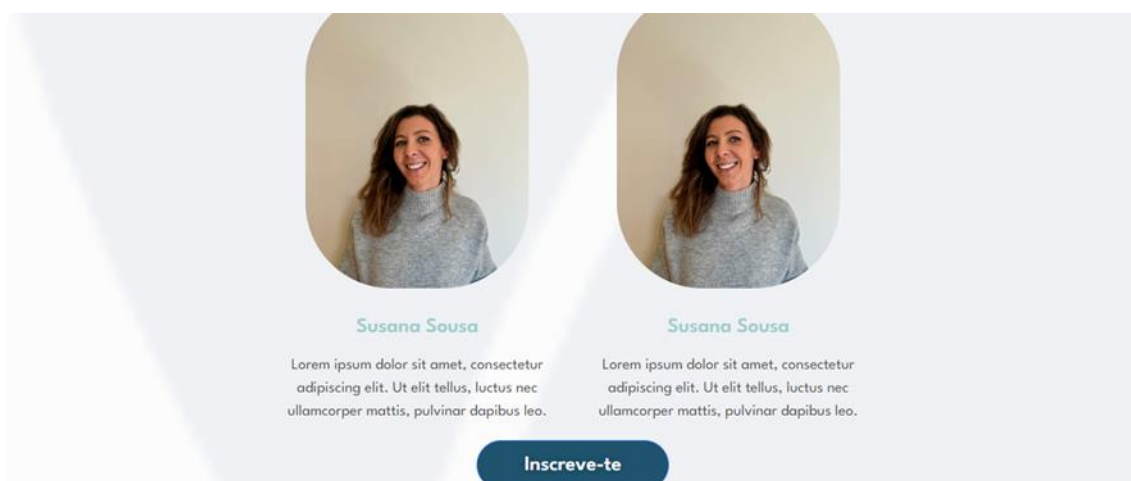 Susana Sousa
Lorem ipsum dolor sit amet, consectetur
adipiscing elit. Ut elit tellus, luctus nec
ullamcorper mattis, pulvinar dapibus leo.
Susana Sousa
Lorem ipsum dolor sit amet, consectetur
adipiscing elit. Ut elit tellus, luctus nec
ullamcorper mattis, pulvinar dapibus leo.
Inscreve-te